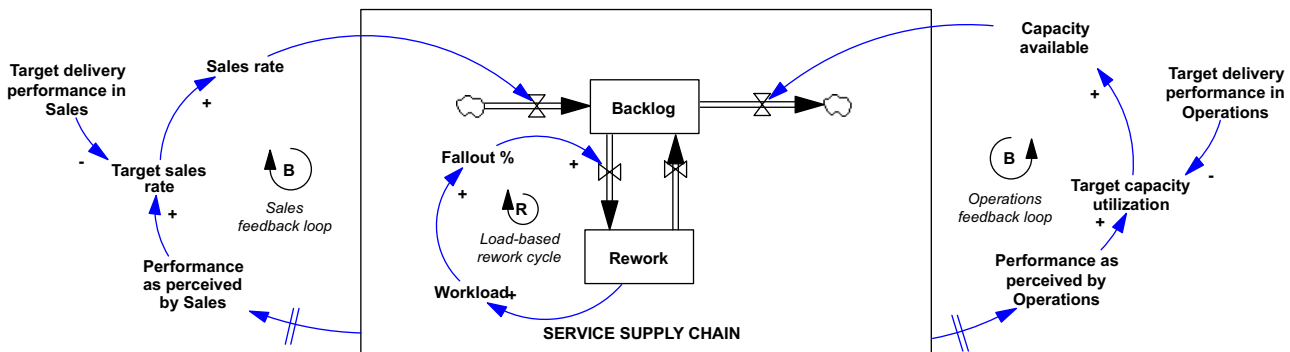 Target delivery
performance in
Sales
-
Sales rate
+
Target sales
rate
+
B
Sales
feedback loop
Performance
as perceived
by Sales
Backlog
Fallout %
+
+
R
Load-based
rework cycle
Rework
Workload
+
SERVICE SUPPLY CHAIN
Capacity
available
+
Target delivery
performance in
Operations
-
B
Operations
feedback loop
Target capacity
utilization
+
Performance as
perceived by
Operations